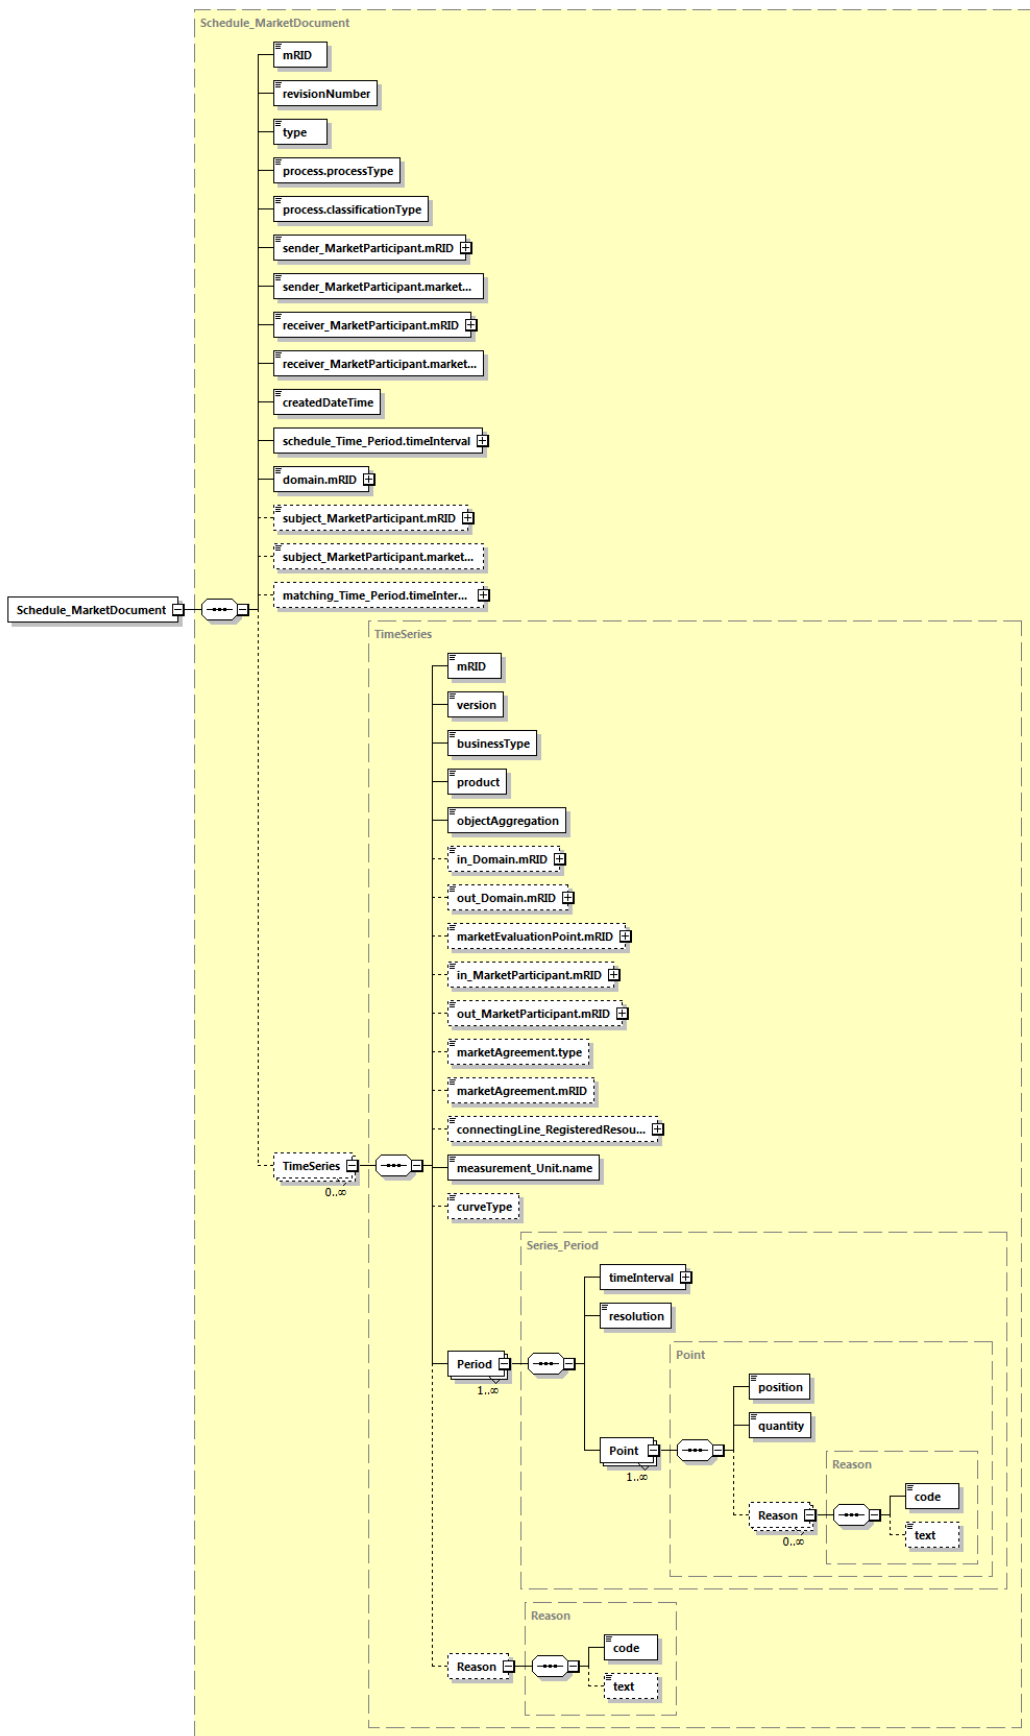 Schedule_MarketDocument
mRID
revisionNumber
type
process.processType
process.classificationType
sender_MarketParticipant.mRID
sender_MarketParticipant.market...
receiver_MarketParticipant.mRID
receiver_MarketParticipant.market...
createdDateTime
schedule_Time_Period.timeInterval
domain.mRID
subject_MarketParticipant.mRID
subject_MarketParticipant.market...
matching_Time_Period.timeInter...
Schedule_MarketDocument
TimeSeries
mRID
version
businessType
product
objectAggregation
in_Domain.mRID
out_Domain.mRID
marketEvaluationPoint.mRID
in_MarketParticipant.mRID
out_MarketParticipant.mRID
marketAgreement.type
marketAgreement.mRID
connectingLine_RegisteredResou...
TimeSeries
0..∞
measurement_Unit.name
curveType
Series_Period
timeInterval
resolution
Period
1..∞
Point
position
quantity
Point
1..∞
Reason
code
Reason
0..∞
text
Reason
code
Reason
text